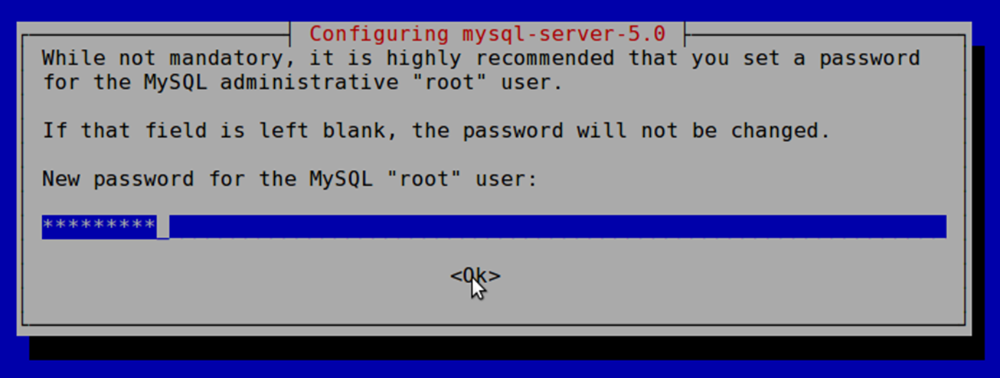 Configuring mysql-server-5.0
While not mandatory, it is highly recommended that you set a password
for the MySQL administrative "root" user.
If that field is left blank, the password will not be changed.
New password for the MySQL "root" user:
*********
<Ok>